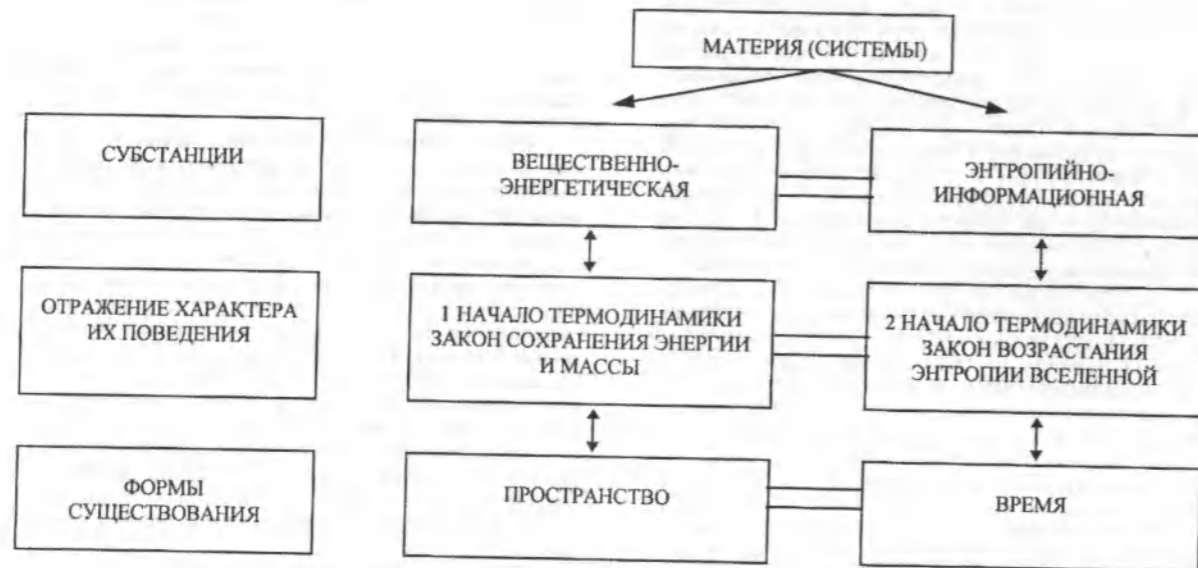 МАТЕРИЯ (СИСТЕМЫ)
СУБСТАНЦИИ
ВЕЩЕСТВЕННО-
ЭНЕРГЕТИЧЕСКАЯ
ЭНТРОПИЙНО-
ИНФОРМАЦИОННАЯ
ОТРАЖЕНИЕ ХАРАКТЕРА
ИХ ПОВЕДЕНИЯ
1 НАЧАЛО ТЕРМОДИНАМИКИ
ЗАКОН СОХРАНЕНИЯ ЭНЕРГИИ
И МАССЫ
2 НАЧАЛО ТЕРМОДИНАМИКИ
ЗАКОН ВОЗРАСТАНИЯ
ЭНТРОПИИ ВСЕЛЕННОЙ
ФОРМЫ
СУЩЕСТВОВАНИЯ
ПРОСТРАНСТВО
ВРЕМЯ